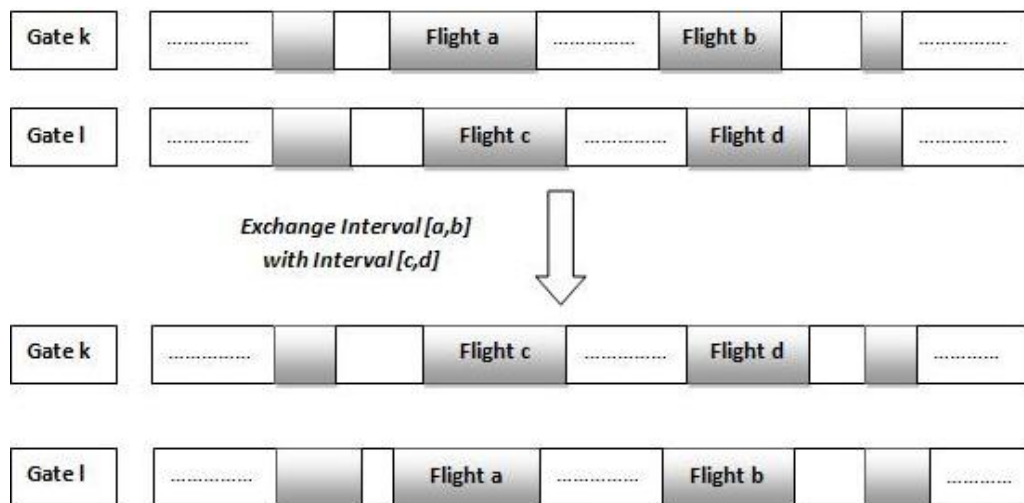 Gate k ............... Flight a ............... Flight b ................
Gate l ............... Flight c ............... Flight d ................
Exchange Interval [a,b]
with Interval [c,d]
Gate k ............... Flight c ............... Flight d ............
Gate l ............... Flight a ............... Flight b ............